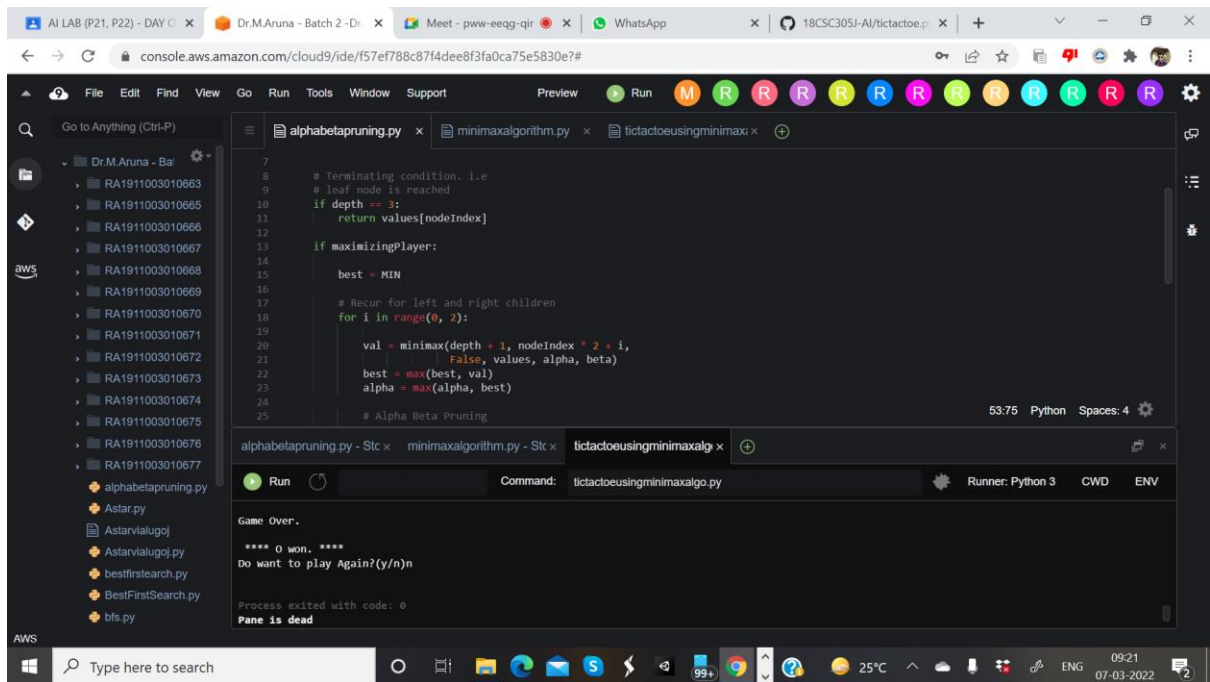 AI LAB (P21, P22) - DAY O
Dr.M.Aruna - Batch 2 -Dr.
Meet - pww-eeqg-qir
WhatsApp
18CSC305J-AI/tictactoe.p
console.aws.amazon.com/cloud9/ide/f57ef788c87f4dee8f3fa0ca75e5830e?#
File Edit Find View Go Run Tools Window Support Preview Run M R R R R R R R R R R R R
Go to Anything (Ctrl-P)
alphabetapruning.py
minimaxalgorithm.py
tictactoeusingminimax
Dr.M.Aruna - Bat
RA1911003010663
RA1911003010665
RA1911003010666
RA1911003010667
RA1911003010668
RA1911003010669
RA1911003010670
RA1911003010671
RA1911003010672
RA1911003010673
RA1911003010674
RA1911003010675
RA1911003010676
RA1911003010677
alphabetapruning.py
Astar.py
Astarvialugoj
Astarvialugoj.py
bestfirstearch.py
BestFirstSearch.py
bfs.py
aws
AWS
7
8 # Terminating condition. i.e
9 # leaf node is reached
10 if depth == 3:
11 return values[nodeIndex]
12
13 if maximizingPlayer:
14
15 best = MIN
16
17 # Recur for left and right children
18 for i in range(0, 2):
19
20 val = minimax(depth + 1, nodeIndex * 2 + i,
21 False, values, alpha, beta)
22 best = max(best, val)
23 alpha = max(alpha, best)
24
25 # Alpha Beta Pruning
53:75 Python Spaces: 4
alphabetapruning.py - Stc
minimaxalgorithm.py - Stc
tictactoeusingminimaxalg
Run Command: tictactoeusingminimaxalgo.py Runner: Python 3 CWD ENV
Game Over.
**** O won. ****
Do want to play Again?(y/n)n
Process exited with code: 0
Pane is dead
Type here to search
99+
25°C
ENG
09:21
07-03-2022
2